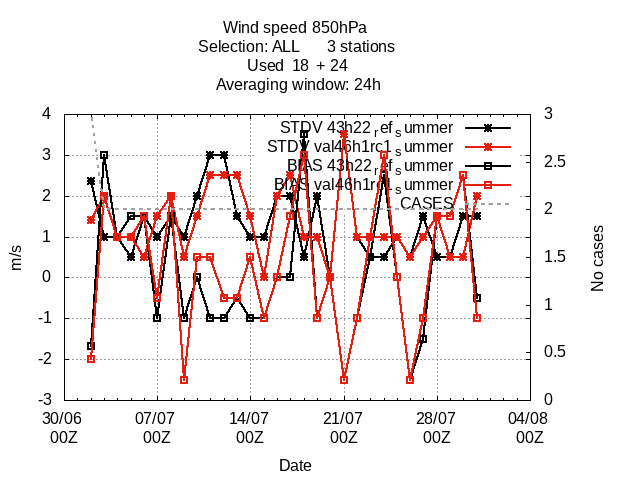 Wind speed 850hPa
Selection: ALL 3 stations
Used 18 + 24
Averaging window: 24h
STDV 43h22_ref_summer
STDV val46h1rc1_summer
BIAS 43h22_ref_summer
BIAS val46h1rc1_summer
CASES
4
3
2
1
0
-1
-2
-3
m/s
3
2.5
2
1.5
1
0.5
0
No cases
30/06 07/07 14/07 21/07 28/07 04/08
00Z 00Z 00Z 00Z 00Z 00Z
Date